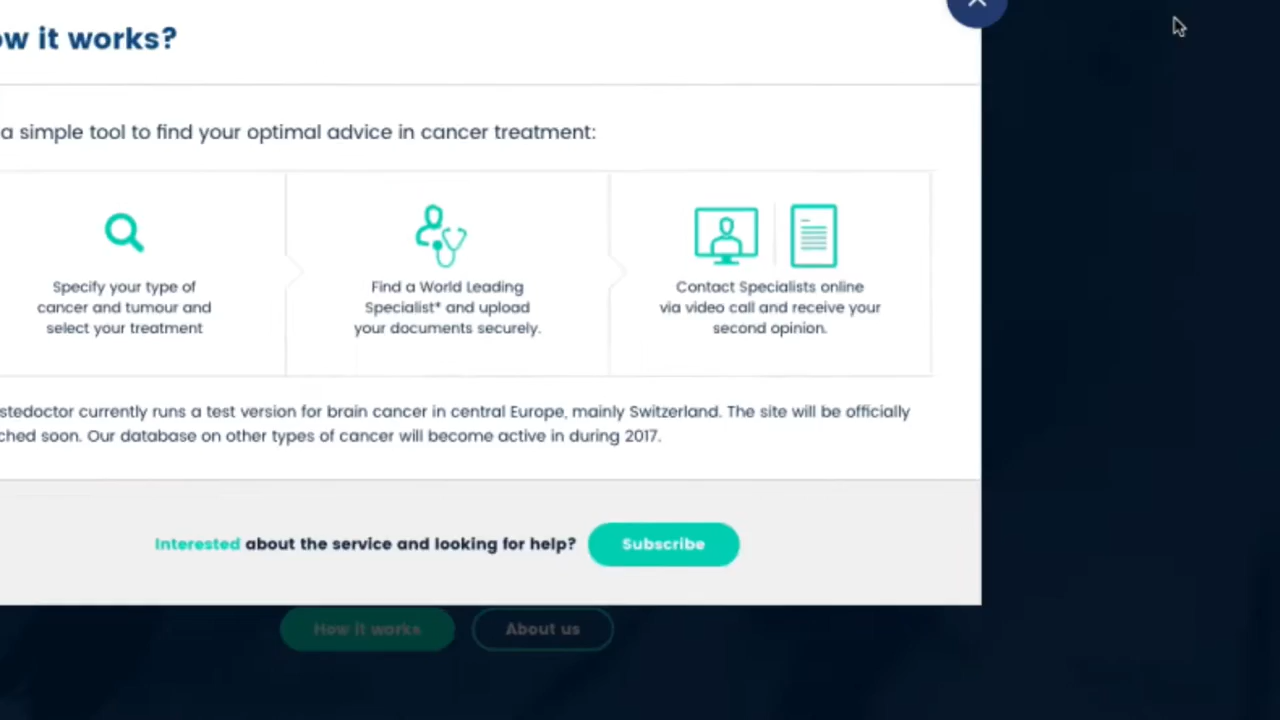 ow it works?
a simple tool to find your optimal advice in cancer treatment:
Specify your type of
cancer and tumour and
select your treatment
Find a World Leading
Specialist* and upload
your documents securely.
Contact Specialists online
via video call and receive your
second opinion.
stedoctor currently runs a test version for brain cancer in central Europe, mainly Switzerland. The site will be officially
ched soon. Our database on other types of cancer will become active in during 2017.
Interested about the service and looking for help?
Subscribe
How it works
About us